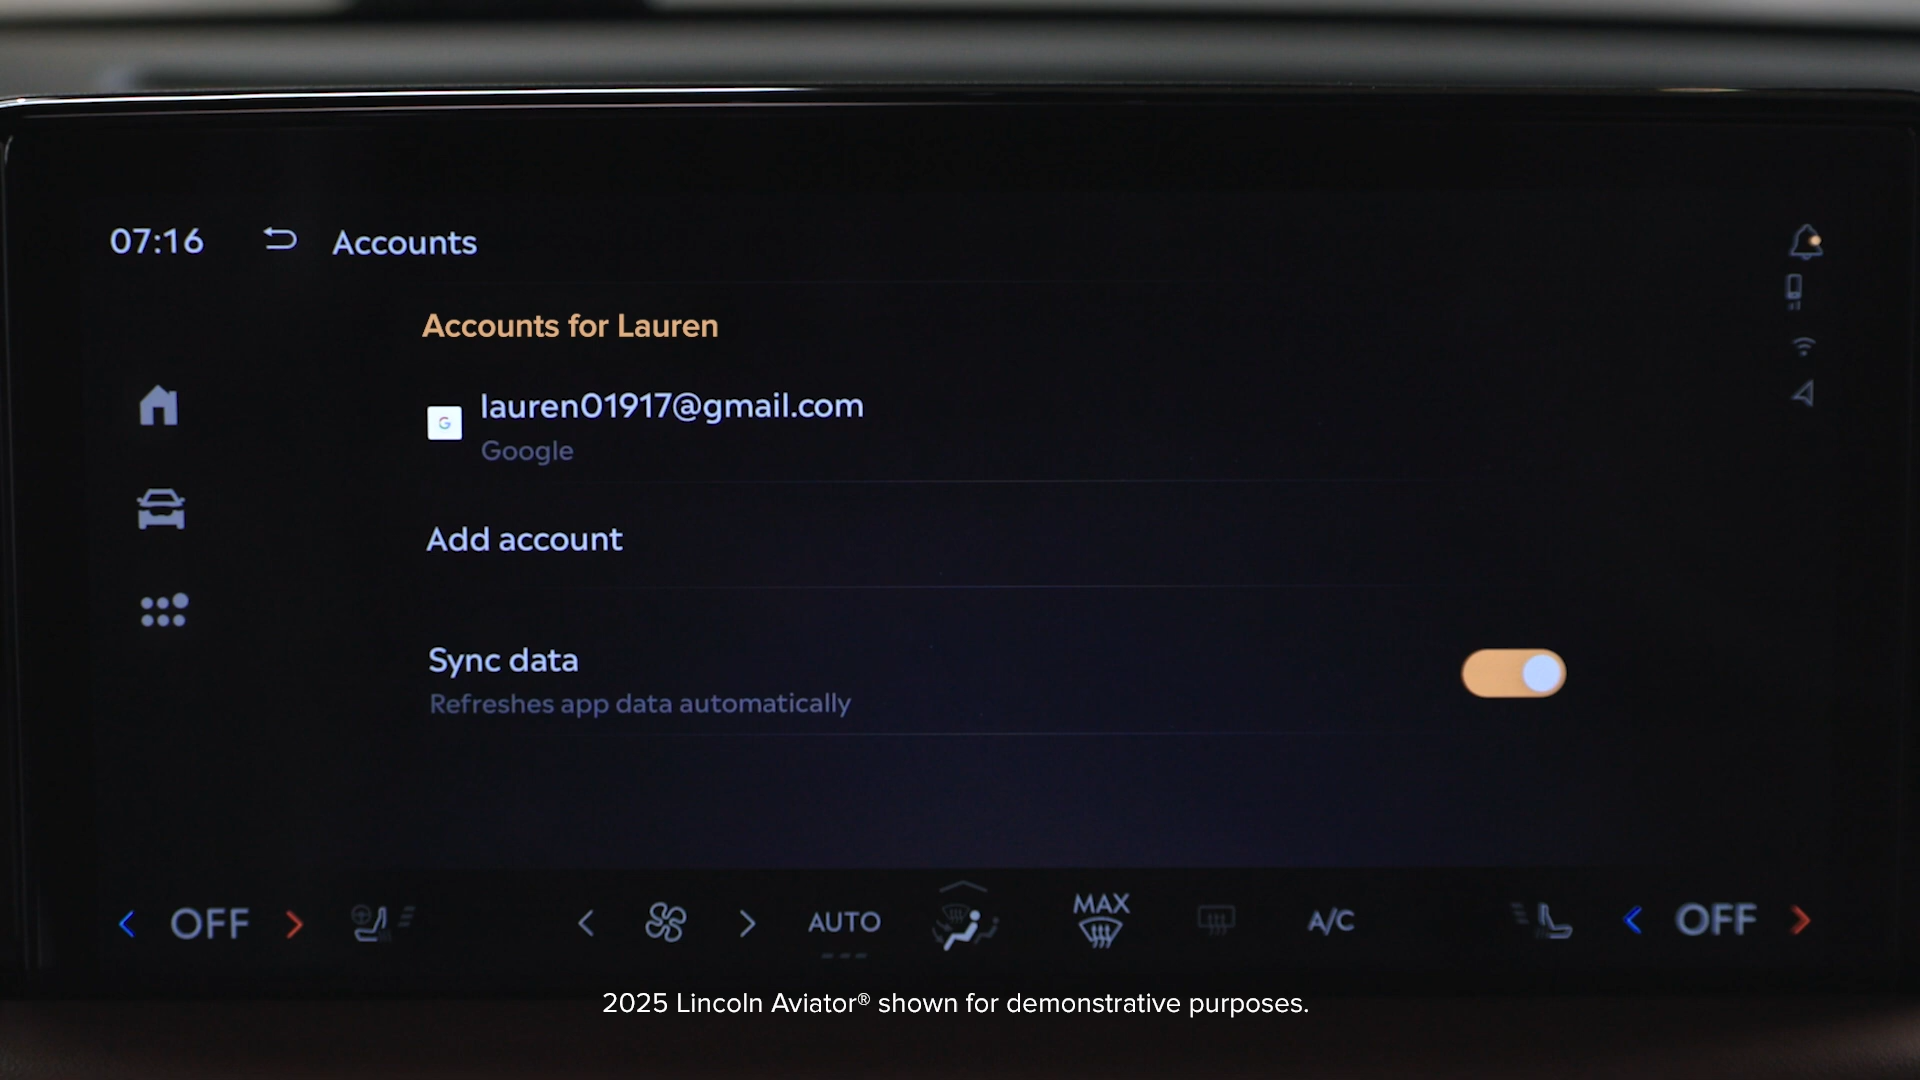 07:16
Accounts
Accounts for Lauren
G
lauren01917@gmail.com
Google
Add account
Sync data
Refreshes app data automatically
OFF
AUTO
MAX
A/C
OFF
2025 Lincoln Aviator® shown for demonstrative purposes.